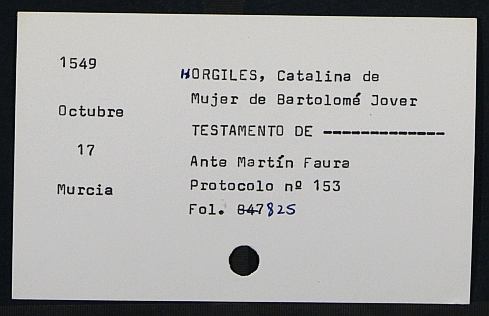 1549
HORGILES, Catalina de
Mujer de Bartolomé Jover
Octubre
TESTAMENTO DE -------------
17
Ante Martín Faura
Murcia
Protocolo nº 153
Fol. 847 825